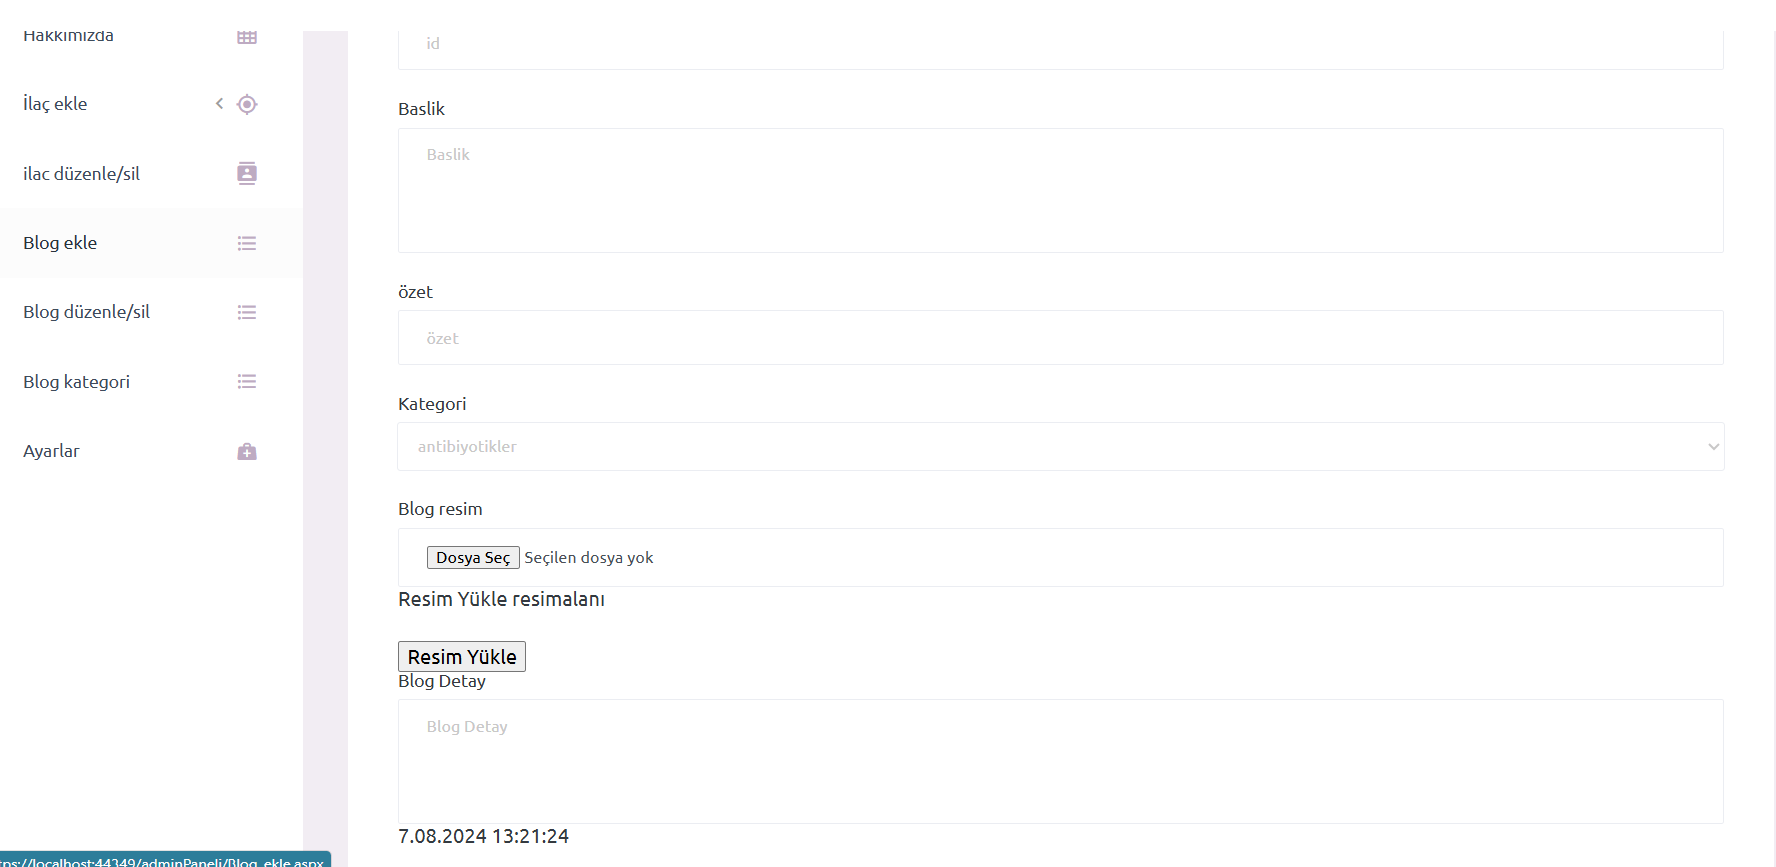 Hakkımızda
İlaç ekle
ilac düzenle/sil
Blog ekle
Blog düzenle/sil
Blog kategori
Ayarlar
id
Baslik
Baslik
özet
özet
Kategori
antibiyotikler
Blog resim
Dosya Seç Seçilen dosya yok
Resim Yükle resimalanı
Resim Yükle
Blog Detay
Blog Detay
7.08.2024 13:21:24
tps://localhost:44349/adminPaneli/Blog_ekle.aspx